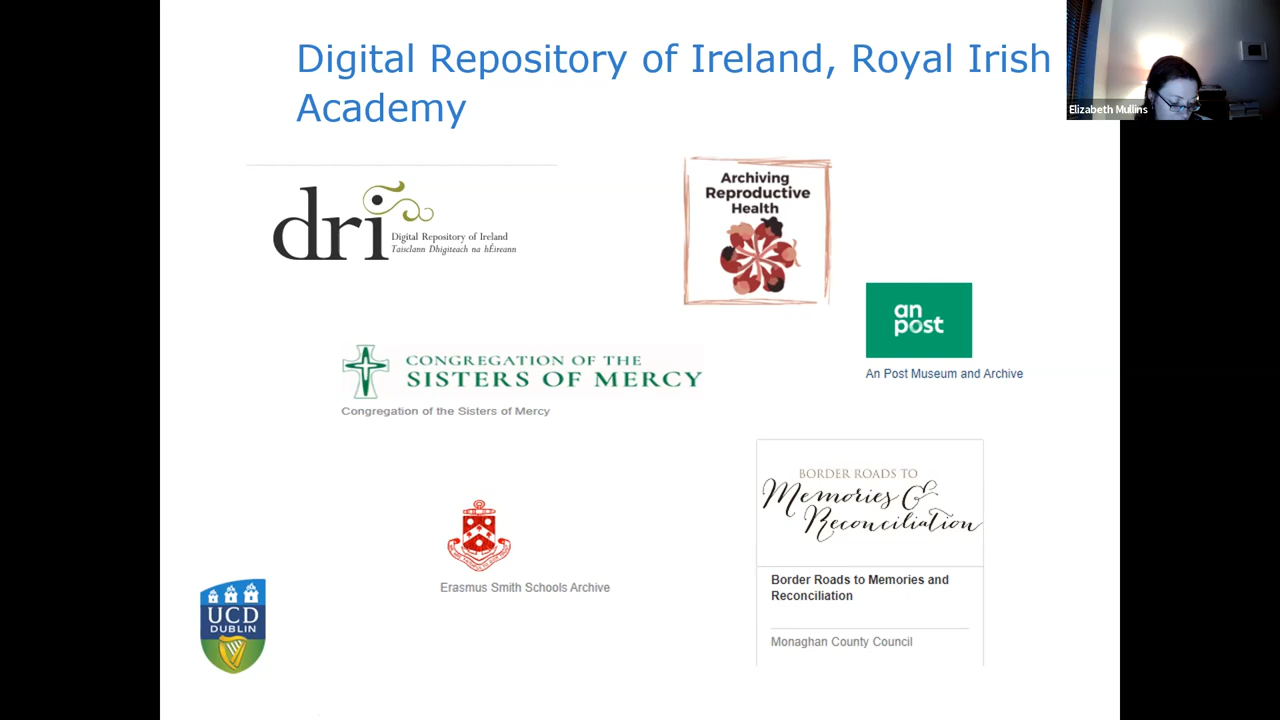 Digital Repository of Ireland, Royal Irish
Academy
Elizabeth Mullins
dri
Digital Repository of Ireland
Taisclann Dhigiteach na hÉireann
Archiving
Reproductive
Health
an
post
An Post Museum and Archive
CONGREGATION OF THE
SISTERS OF MERCY
Congregation of the Sisters of Mercy
BORDER ROADS TO
Memories &
Reconciliation
Border Roads to Memories and
Reconciliation
Monaghan County Council
Erasmus Smith Schools Archive
UCD
DUBLIN